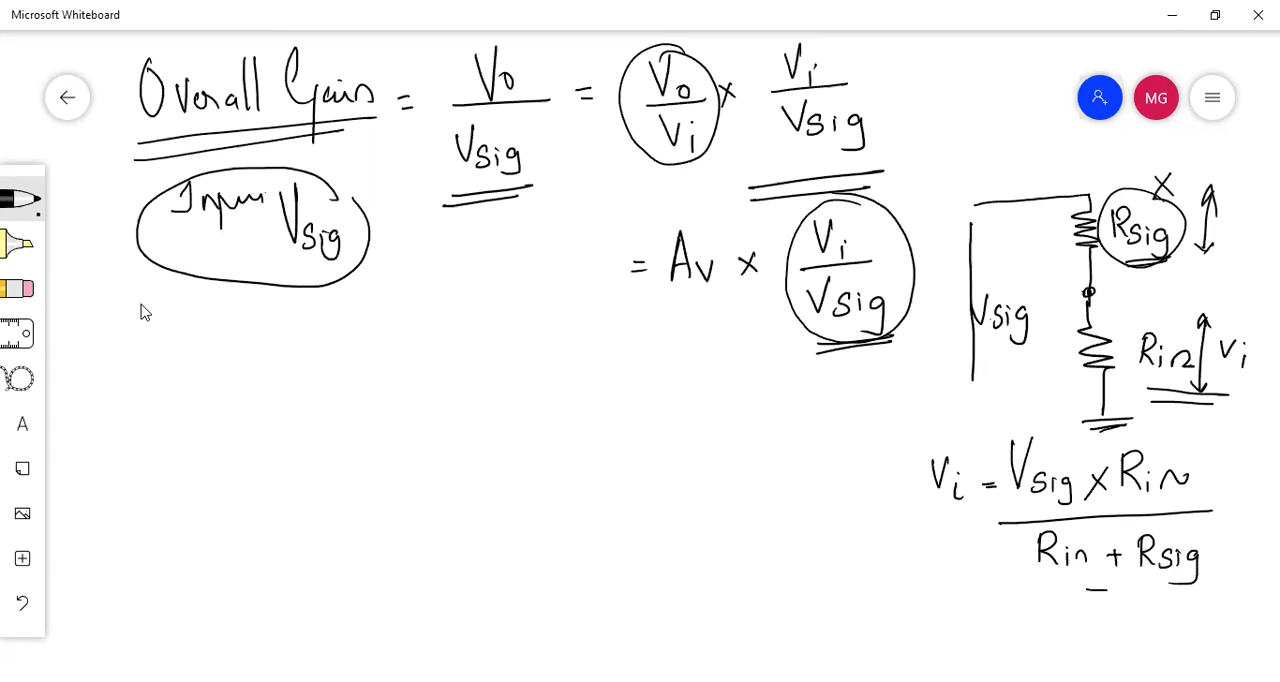 Microsoft Whiteboard
Overall Gain = Vo / Vsig = Vo / Vi × Vi / Vsig
Input Vsig
= Av × Vi / Vsig
MG
A
x
Rsig
Vsig
Rin Vi
Vi = Vsig × Rin / Rin + Rsig